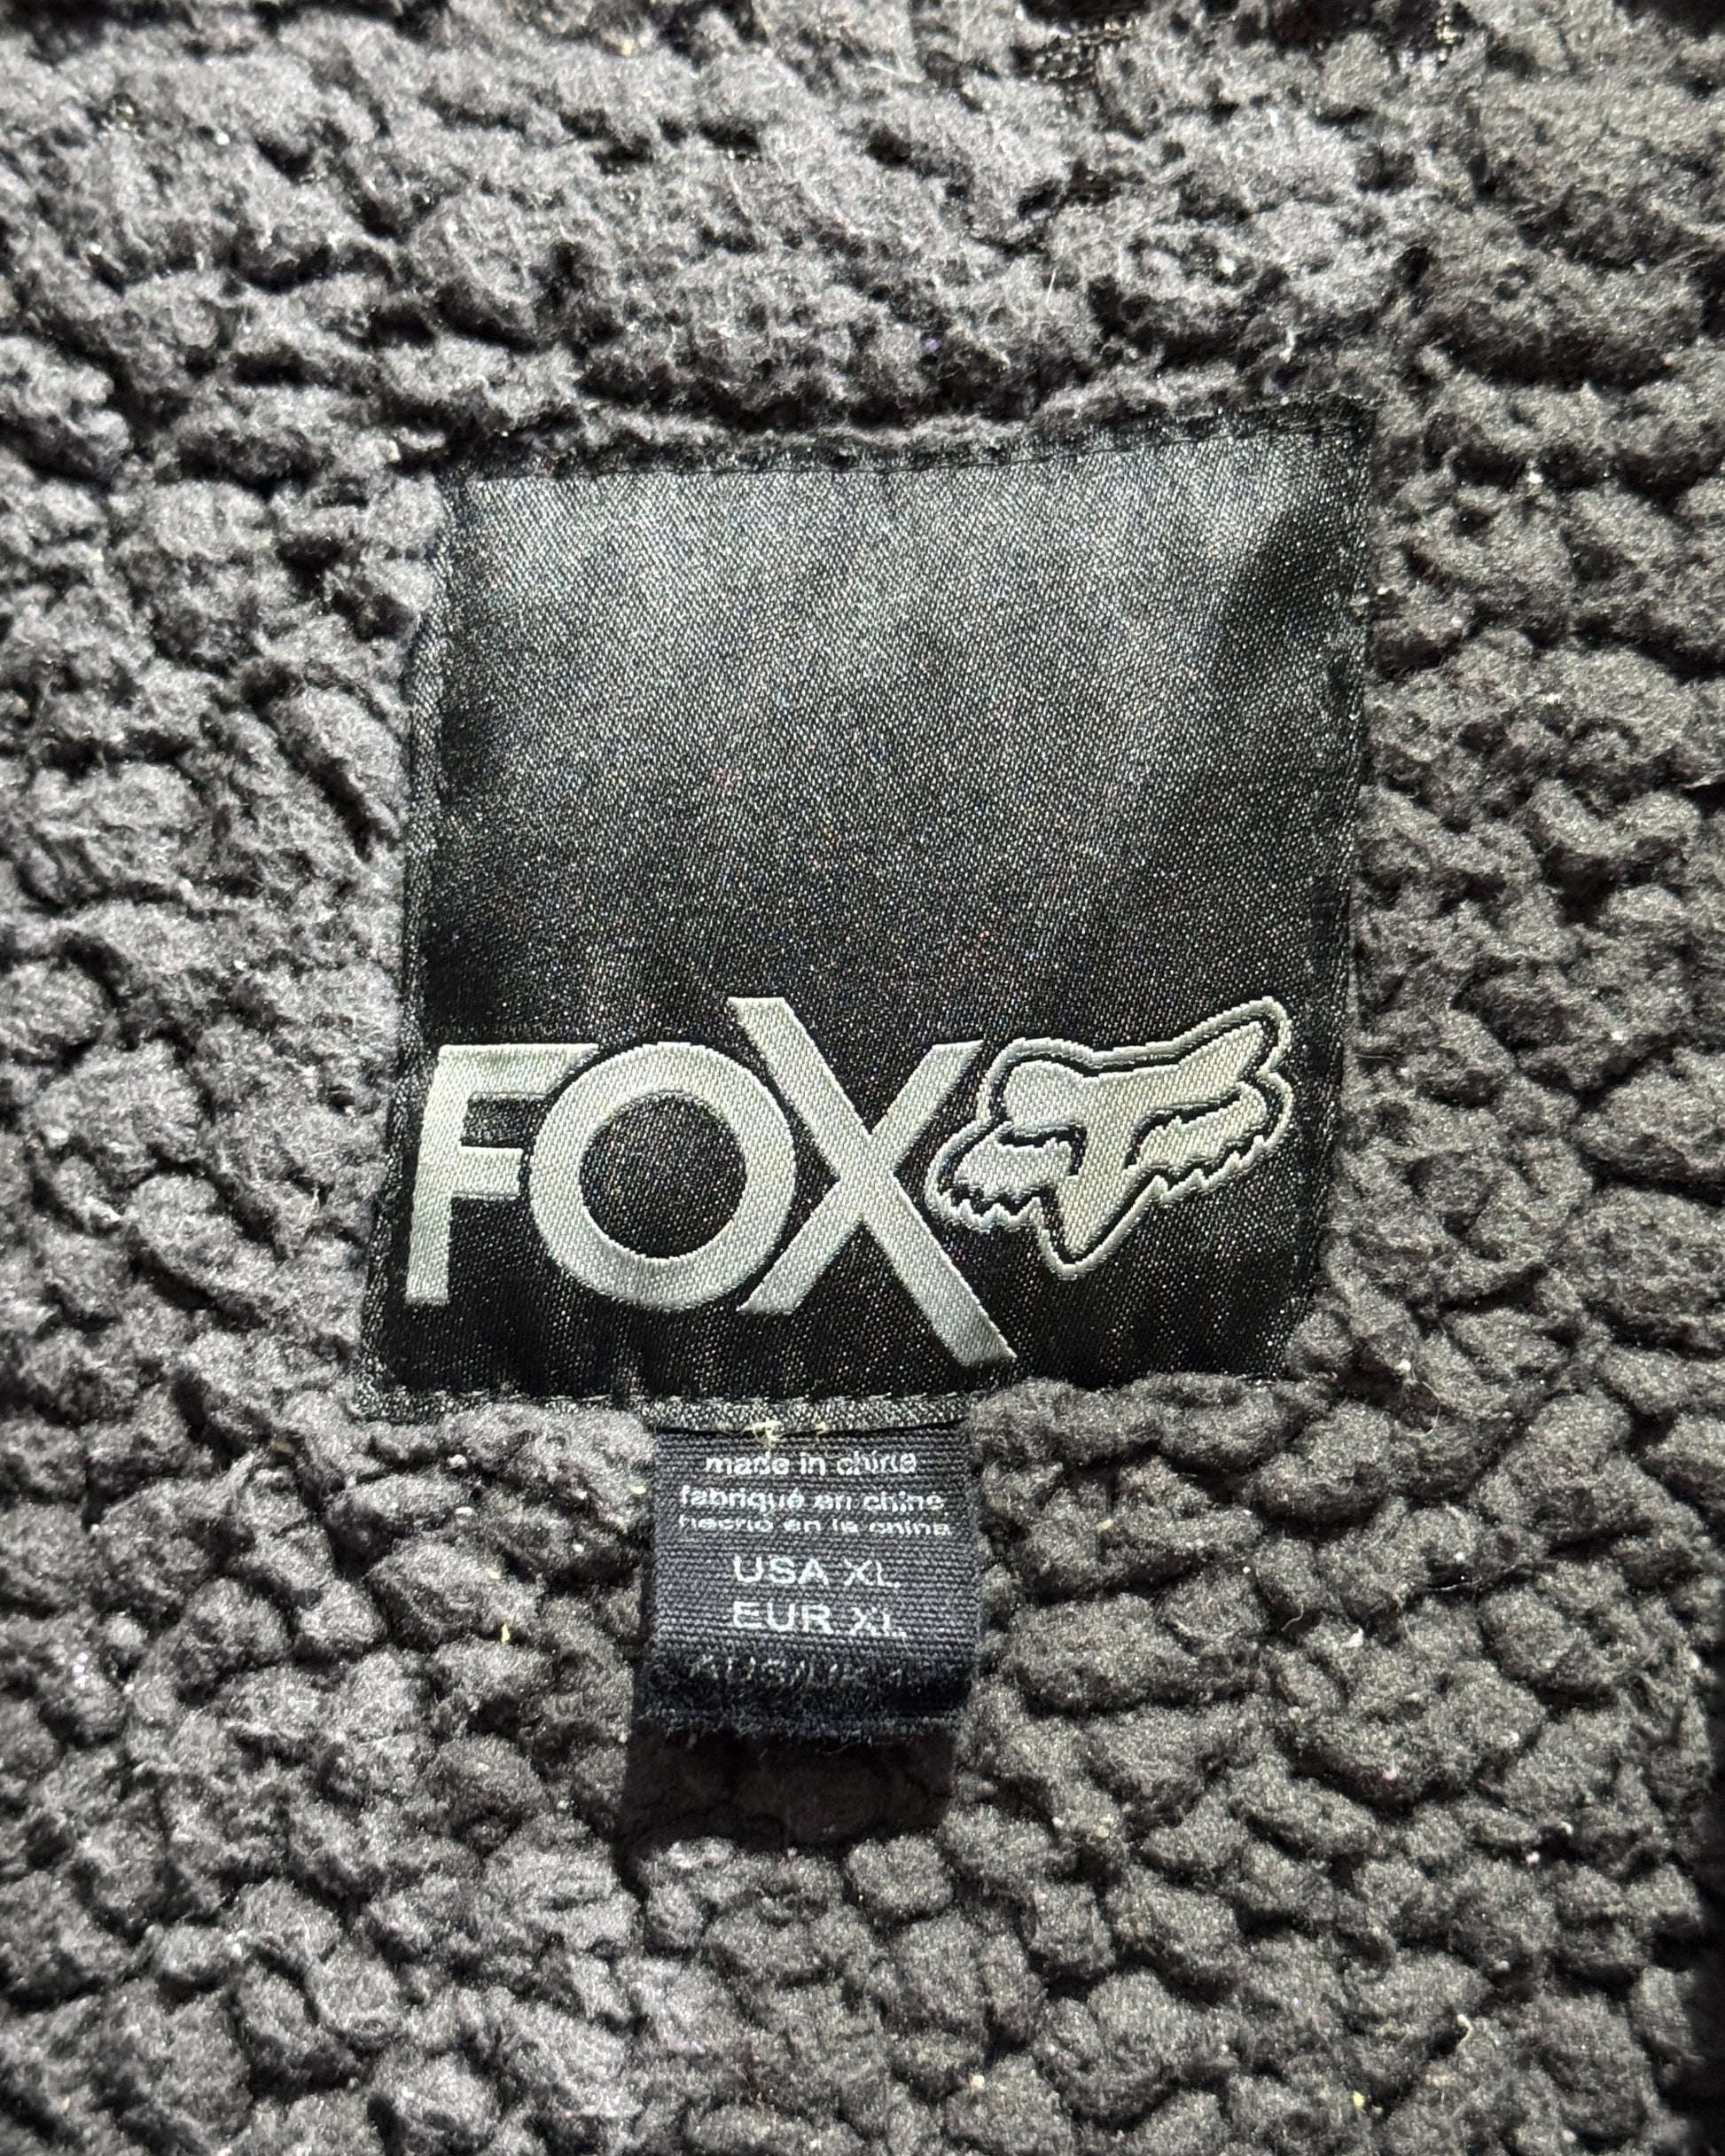 FOX
made in china
fabriqué en chine
hecho en la china
USA XL
EUR XL